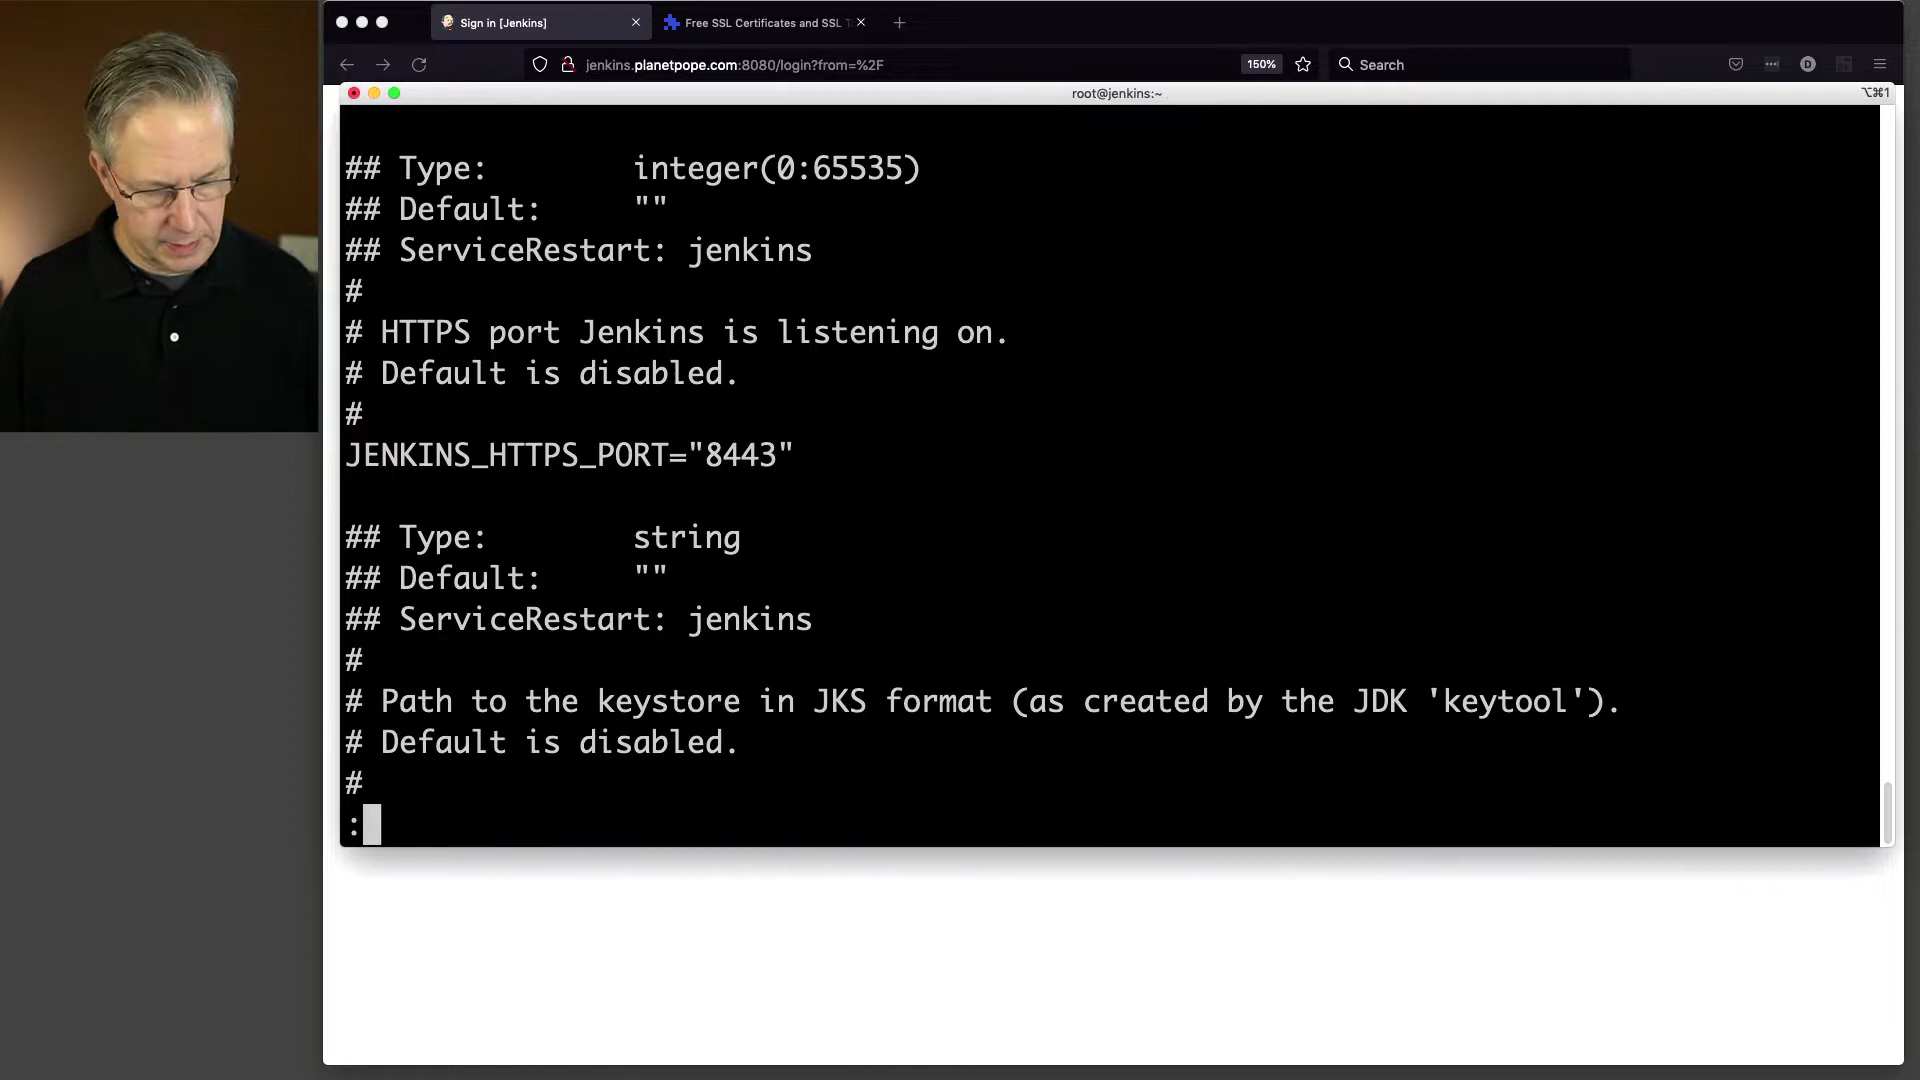 Sign in [Jenkins]
Free SSL Certificates and SSL T
jenkins.planetpope.com:8080/login?from=%2F
150%
Search
D
root@jenkins:~
⌥⌘1
## Type:        integer(0:65535)
## Default:     ""
## ServiceRestart: jenkins
#
# HTTPS port Jenkins is listening on.
# Default is disabled.
#
JENKINS_HTTPS_PORT="8443"
## Type:        string
## Default:     ""
## ServiceRestart: jenkins
#
# Path to the keystore in JKS format (as created by the JDK 'keytool').
# Default is disabled.
#
: